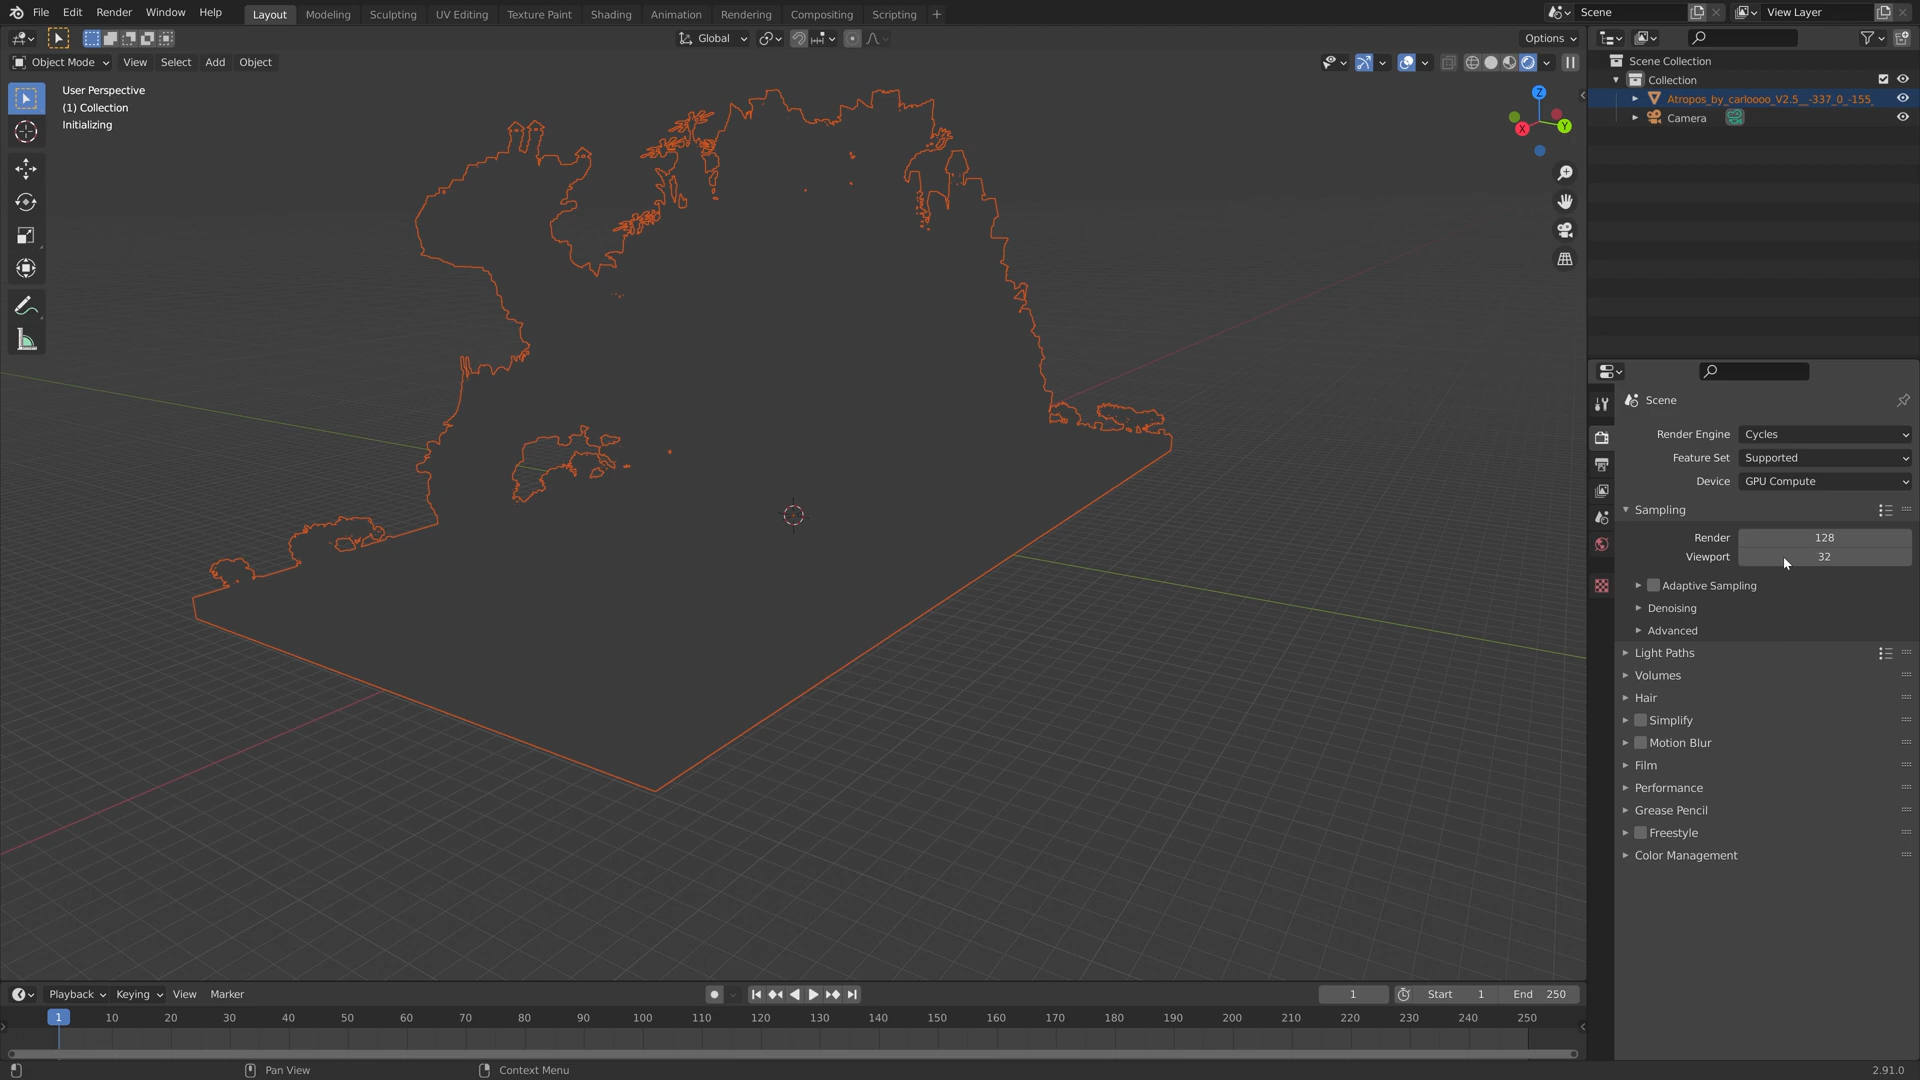 File Edit Render Window Help Layout Modeling Sculpting UV Editing Texture Paint Shading Animation Rendering Compositing Scripting + Scene View Layer
Global Options
Object Mode View Select Add Object
User Perspective
(1) Collection
Initializing
Z
X Y
Scene Collection
Collection
Atropos_by_carloooo_V2.5__-337_0_-155_
Camera
Scene
Render Engine Cycles
Feature Set Supported
Device GPU Compute
Sampling
Render 128
Viewport 32
Adaptive Sampling
Denoising
Advanced
Light Paths
Volumes
Hair
Simplify
Motion Blur
Film
Performance
Grease Pencil
Freestyle
Color Management
Playback Keying View Marker 1 Start 1 End 250
1 10 20 30 40 50 60 70 80 90 100 110 120 130 140 150 160 170 180 190 200 210 220 230 240 250
Pan View Context Menu 2.91.0